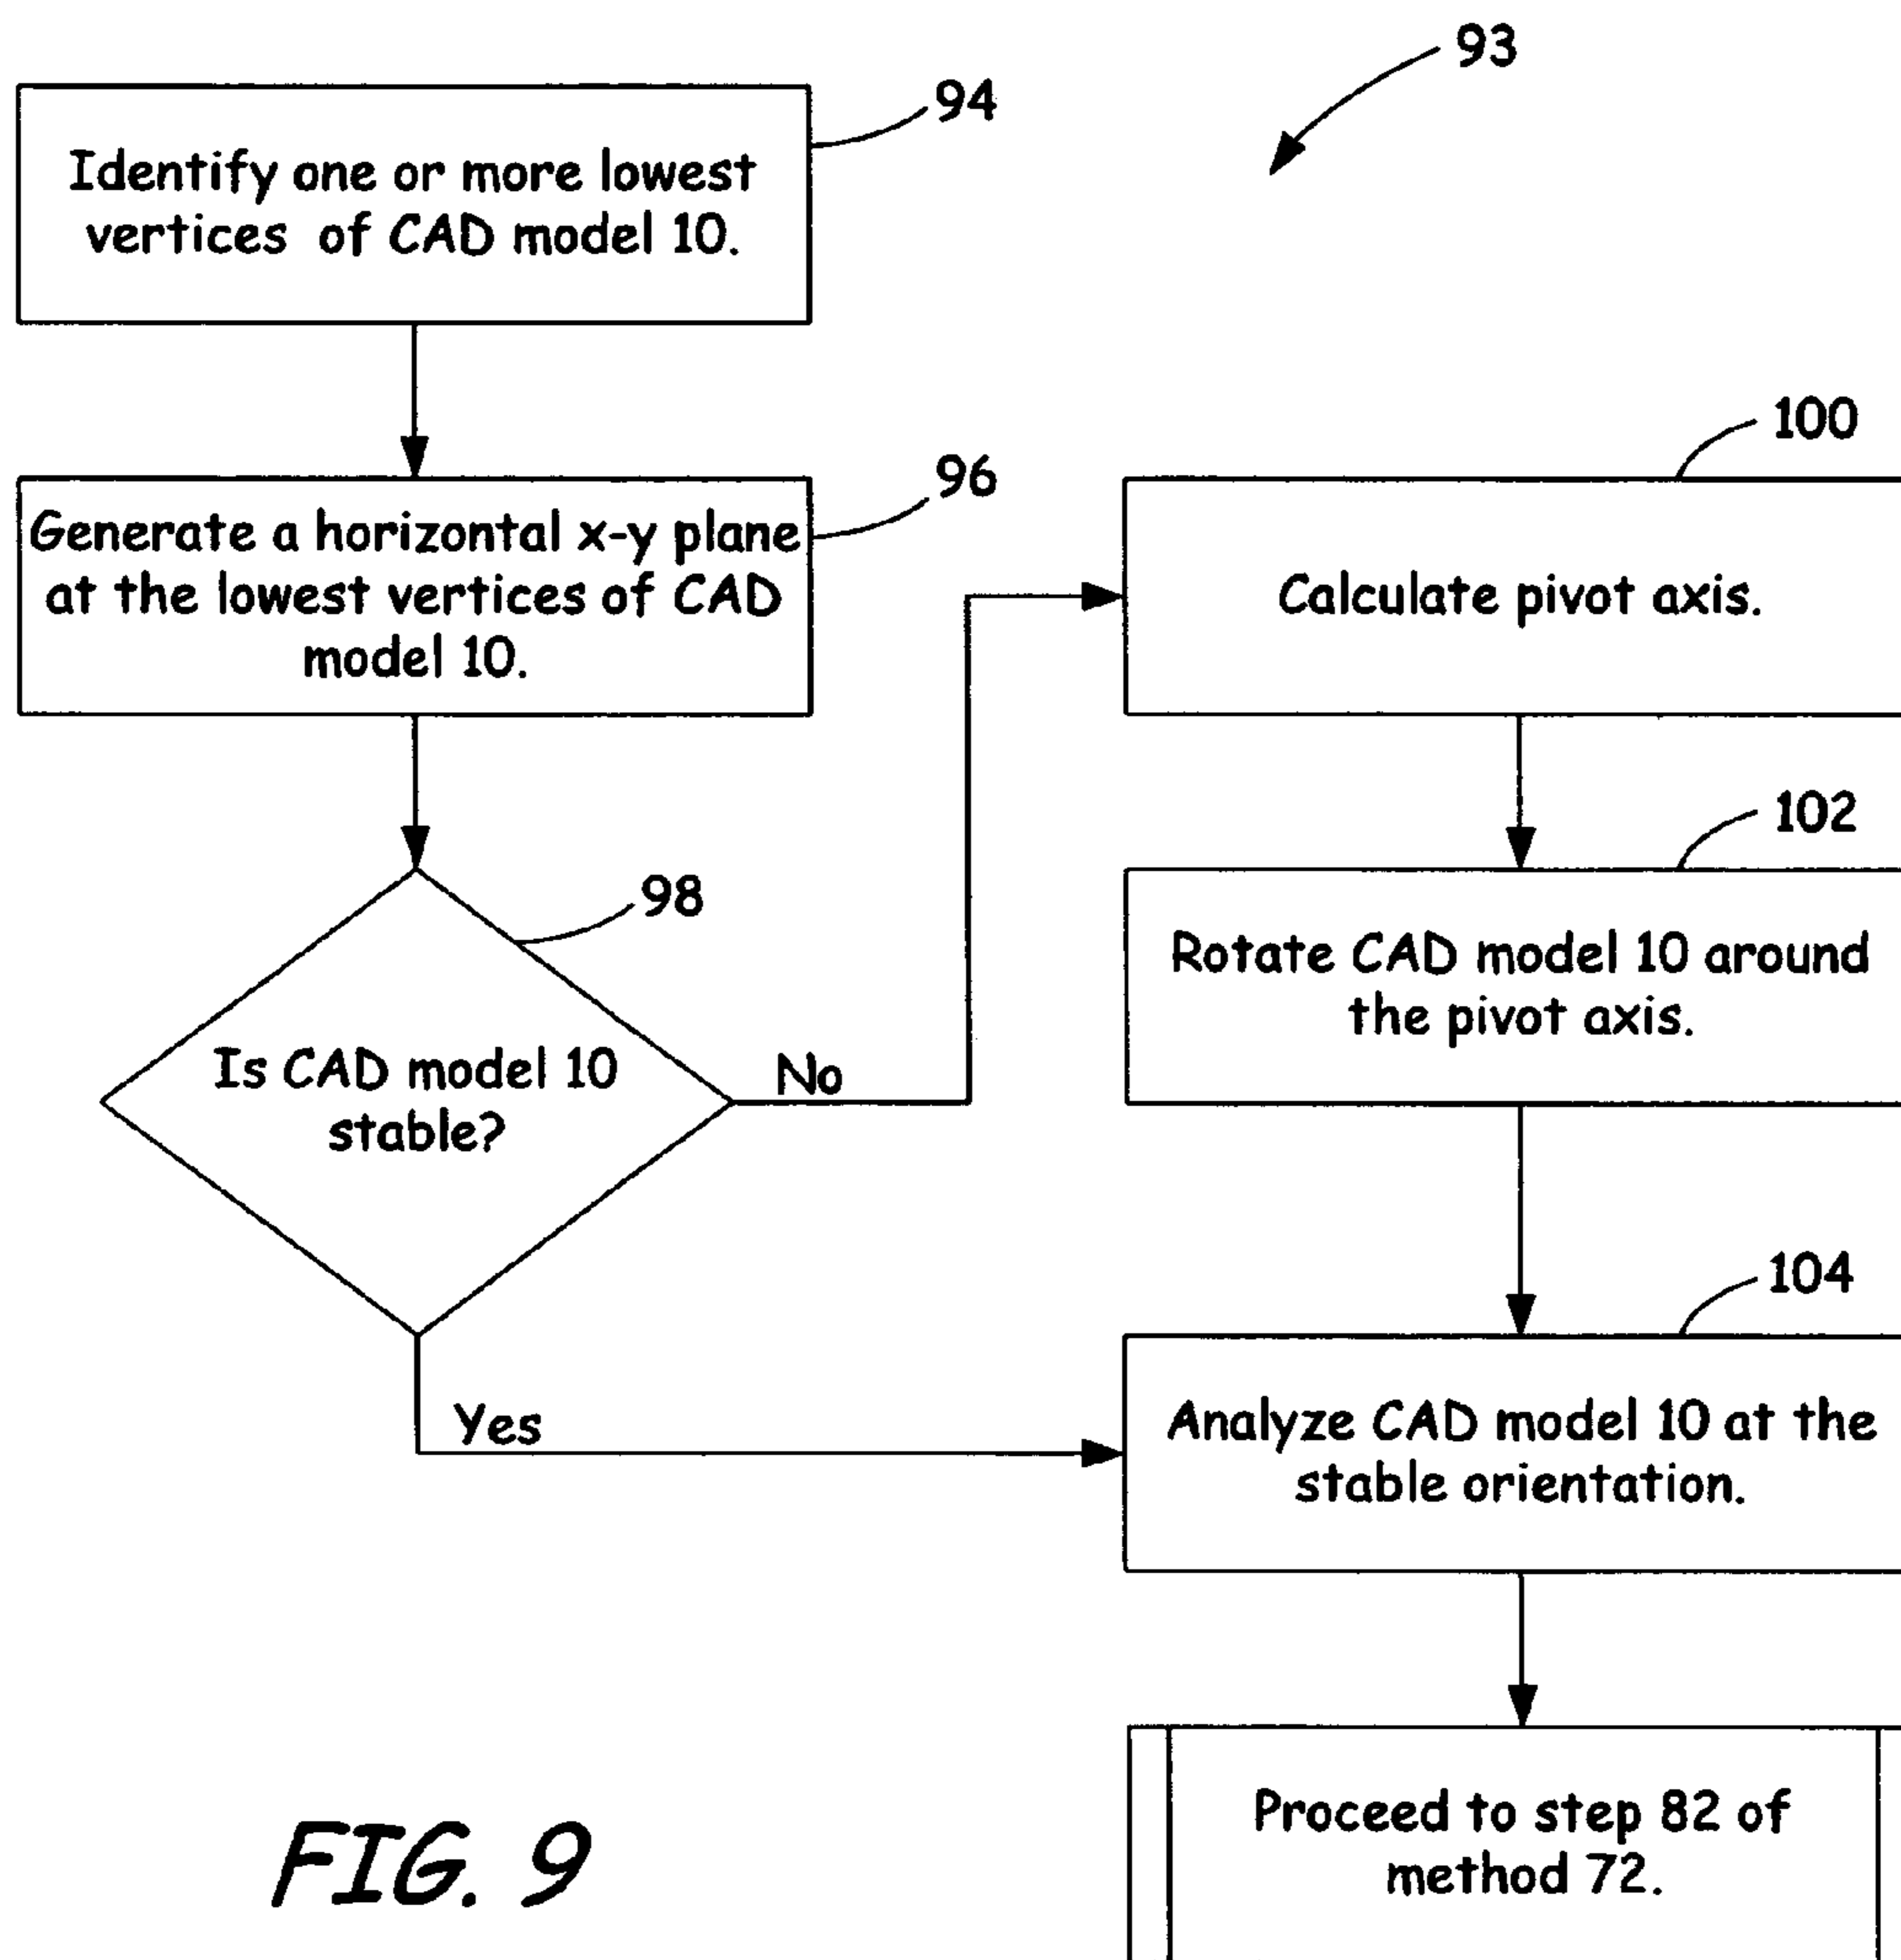 93
94
Identify one or more lowest
vertices of CAD model 10.
96
Generate a horizontal x-y plane
at the lowest vertices of CAD
model 10.
98
Is CAD model 10
stable?
No
Yes
100
Calculate pivot axis.
102
Rotate CAD model 10 around
the pivot axis.
104
Analyze CAD model 10 at the
stable orientation.
Proceed to step 82 of
method 72.
FIG. 9